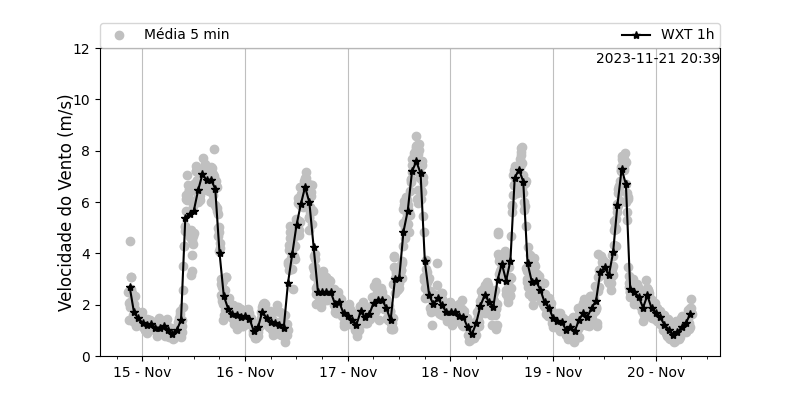 Média 5 min
WXT 1h
2023-11-21 20:39
12
10
8
6
4
2
0
Velocidade do Vento (m/s)
15 - Nov
16 - Nov
17 - Nov
18 - Nov
19 - Nov
20 - Nov